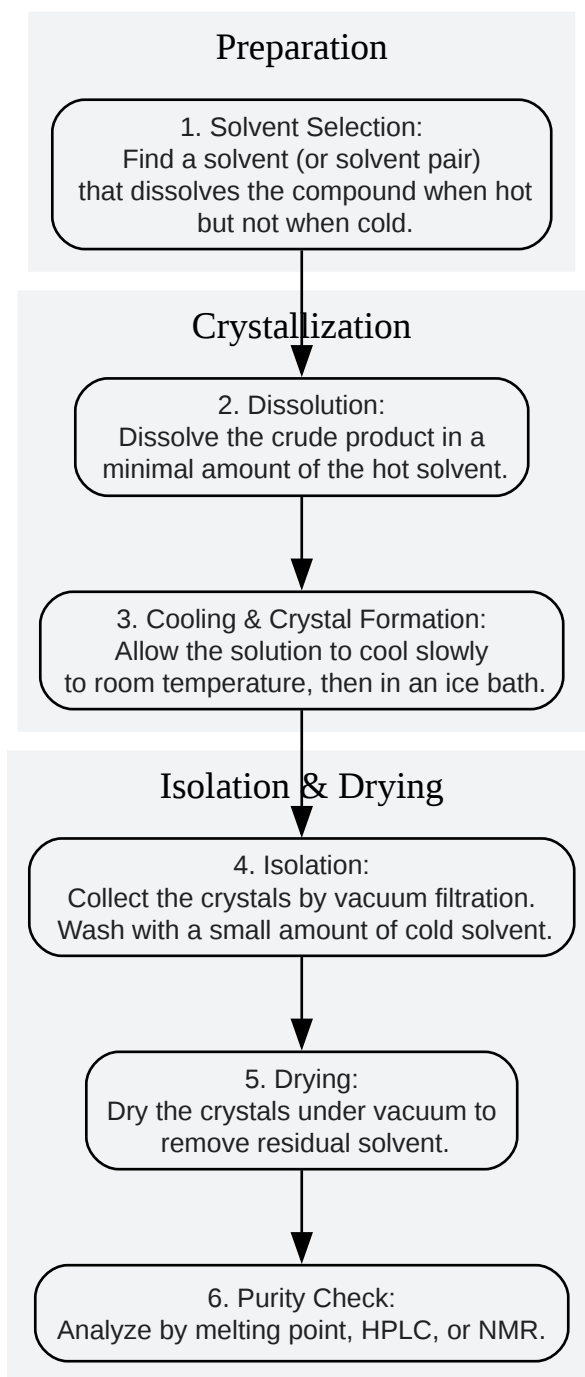 Preparation
1. Solvent Selection:
Find a solvent (or solvent pair)
that dissolves the compound when hot
but not when cold.
Crystallization
2. Dissolution:
Dissolve the crude product in a
minimal amount of the hot solvent.
3. Cooling & Crystal Formation:
Allow the solution to cool slowly
to room temperature, then in an ice bath.
Isolation & Drying
4. Isolation:
Collect the crystals by vacuum filtration.
Wash with a small amount of cold solvent.
5. Drying:
Dry the crystals under vacuum to
remove residual solvent.
6. Purity Check:
Analyze by melting point, HPLC, or NMR.